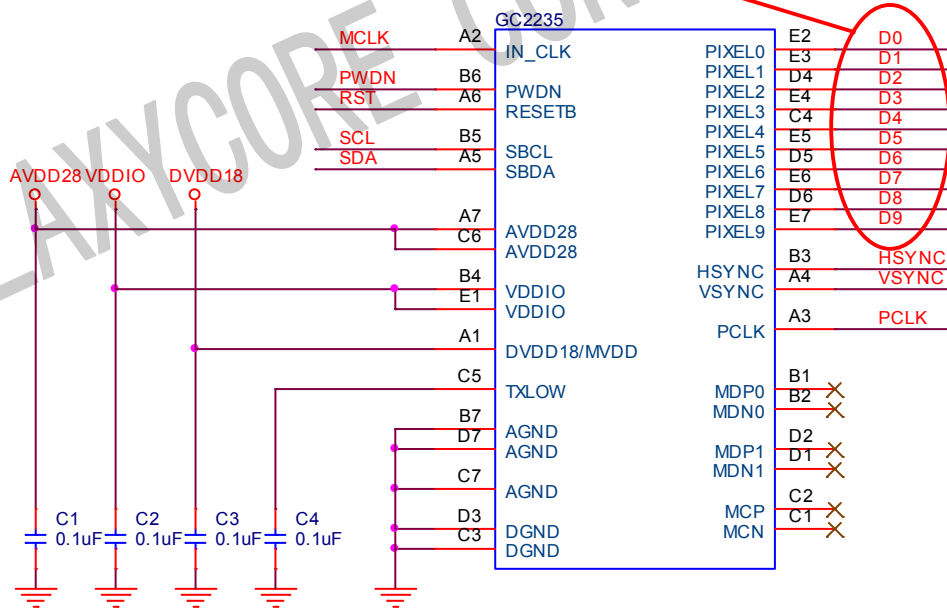 GC2235
MCLK A2 IN_CLK
PWDN B6 PWDN
RST A6 RESETB
SCL B5 SBCL
SDA A5 SBDA
AVDD28 VDDIO DVDD18
A7 AVDD28
C6 AVDD28
B4 VDDIO
E1 VDDIO
A1 DVDD18/MVDD
C5 TXLOW
B7 AGND
D7 AGND
C7 AGND
D3 DGND
C3 DGND
PIXEL0 E2 D0
PIXEL1 E3 D1
PIXEL2 D4 D2
PIXEL3 E4 D3
PIXEL4 C4 D4
PIXEL5 E5 D5
PIXEL6 D5 D6
PIXEL7 E6 D7
PIXEL8 D6 D8
PIXEL9 E7 D9
HSYNC B3 HSYNC
VSYNC A4 VSYNC
PCLK A3 PCLK
MDP0 B1
MDN0 B2
MDP1 D2
MDN1 D1
MCP C2
MCN C1
C1 0.1uF
C2 0.1uF
C3 0.1uF
C4 0.1uF